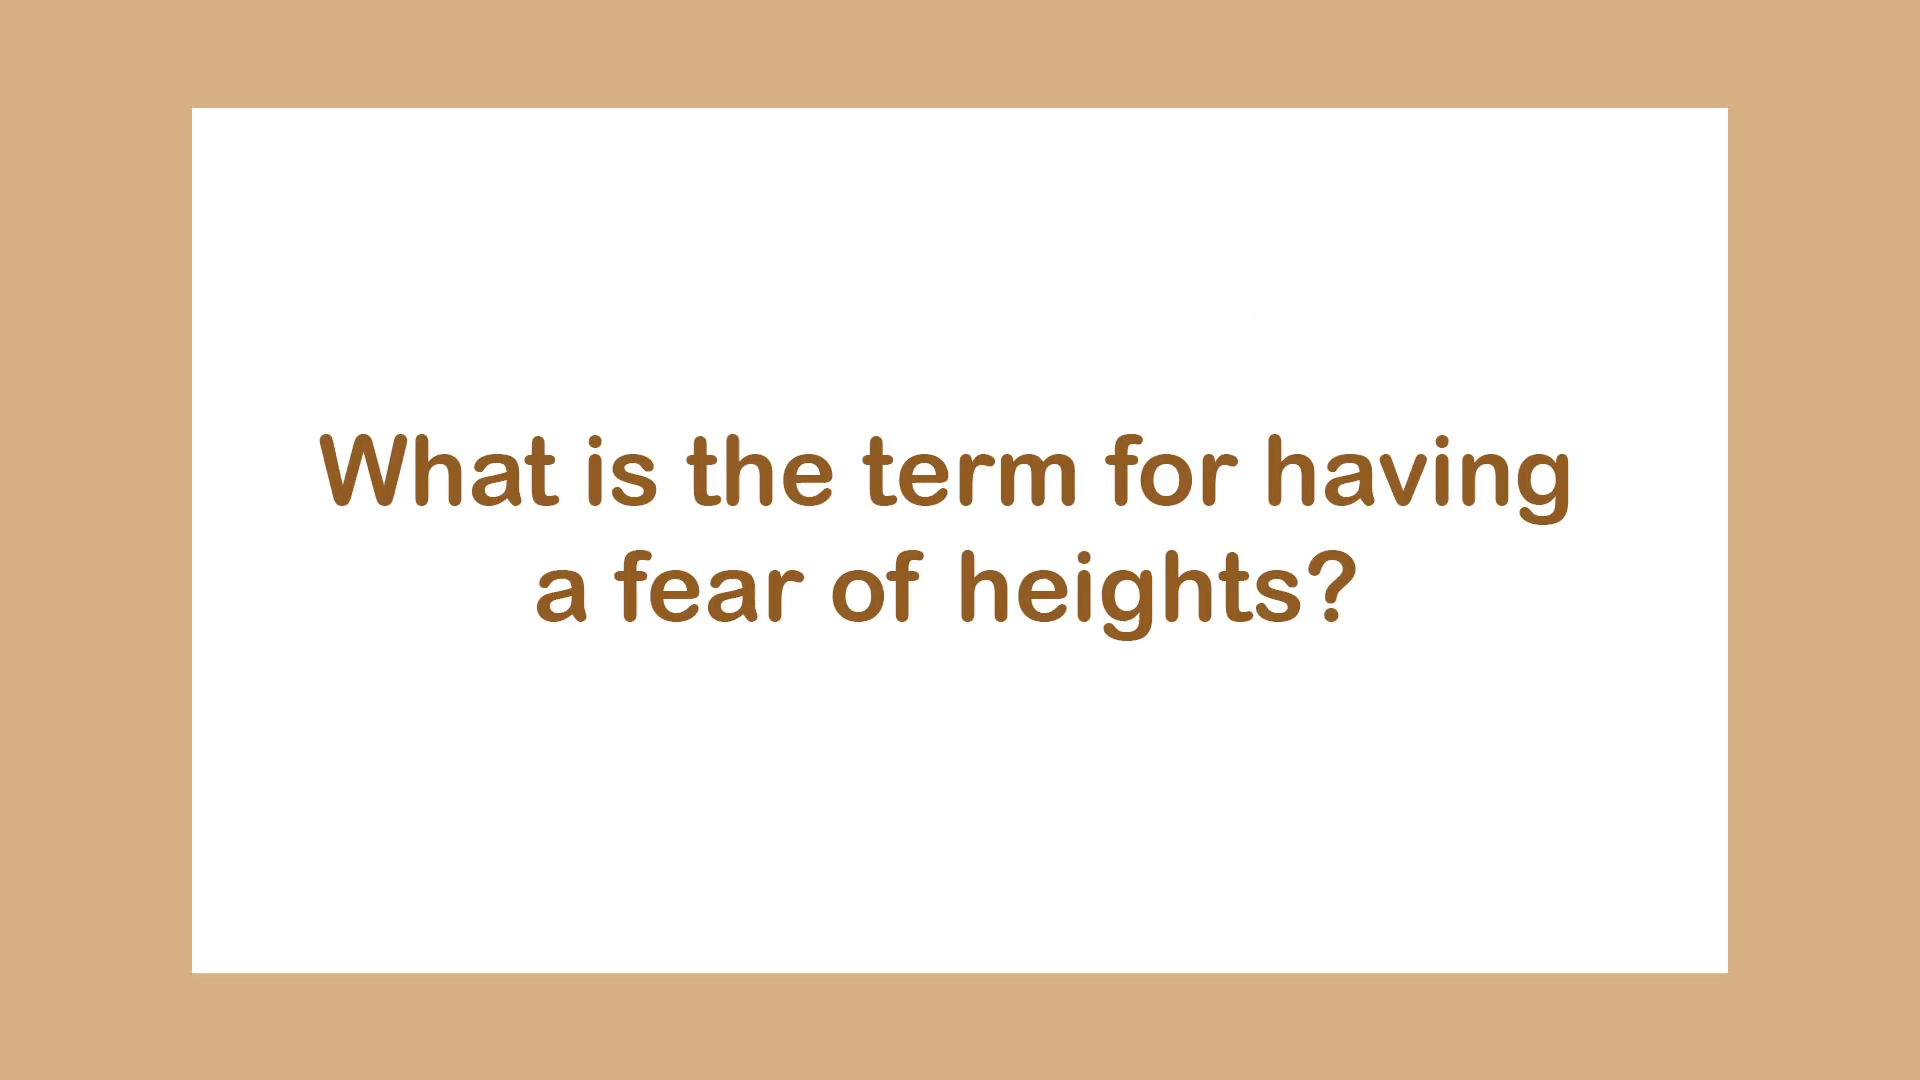 What is the term for having
a fear of heights?